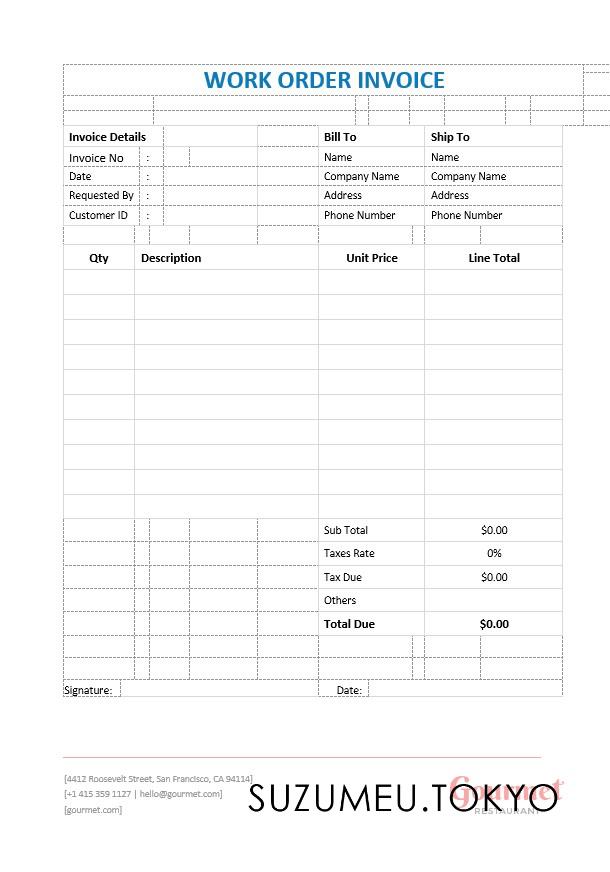 WORK ORDER INVOICE
Invoice Details Bill To Ship To
Invoice No : Name Name
Date : Company Name Company Name
Requested By : Address Address
Customer ID : Phone Number Phone Number
Qty Description Unit Price Line Total
Sub Total $0.00
Taxes Rate 0%
Tax Due $0.00
Others
Total Due $0.00
Signature: Date:
[4412 Roosevelt Street, San Francisco, CA 94114]
[+1 415 359 1127 | hello@gourmet.com]
[gourmet.com]
Gourmet
RESTAURANT
SUZUMEU.TOKYO